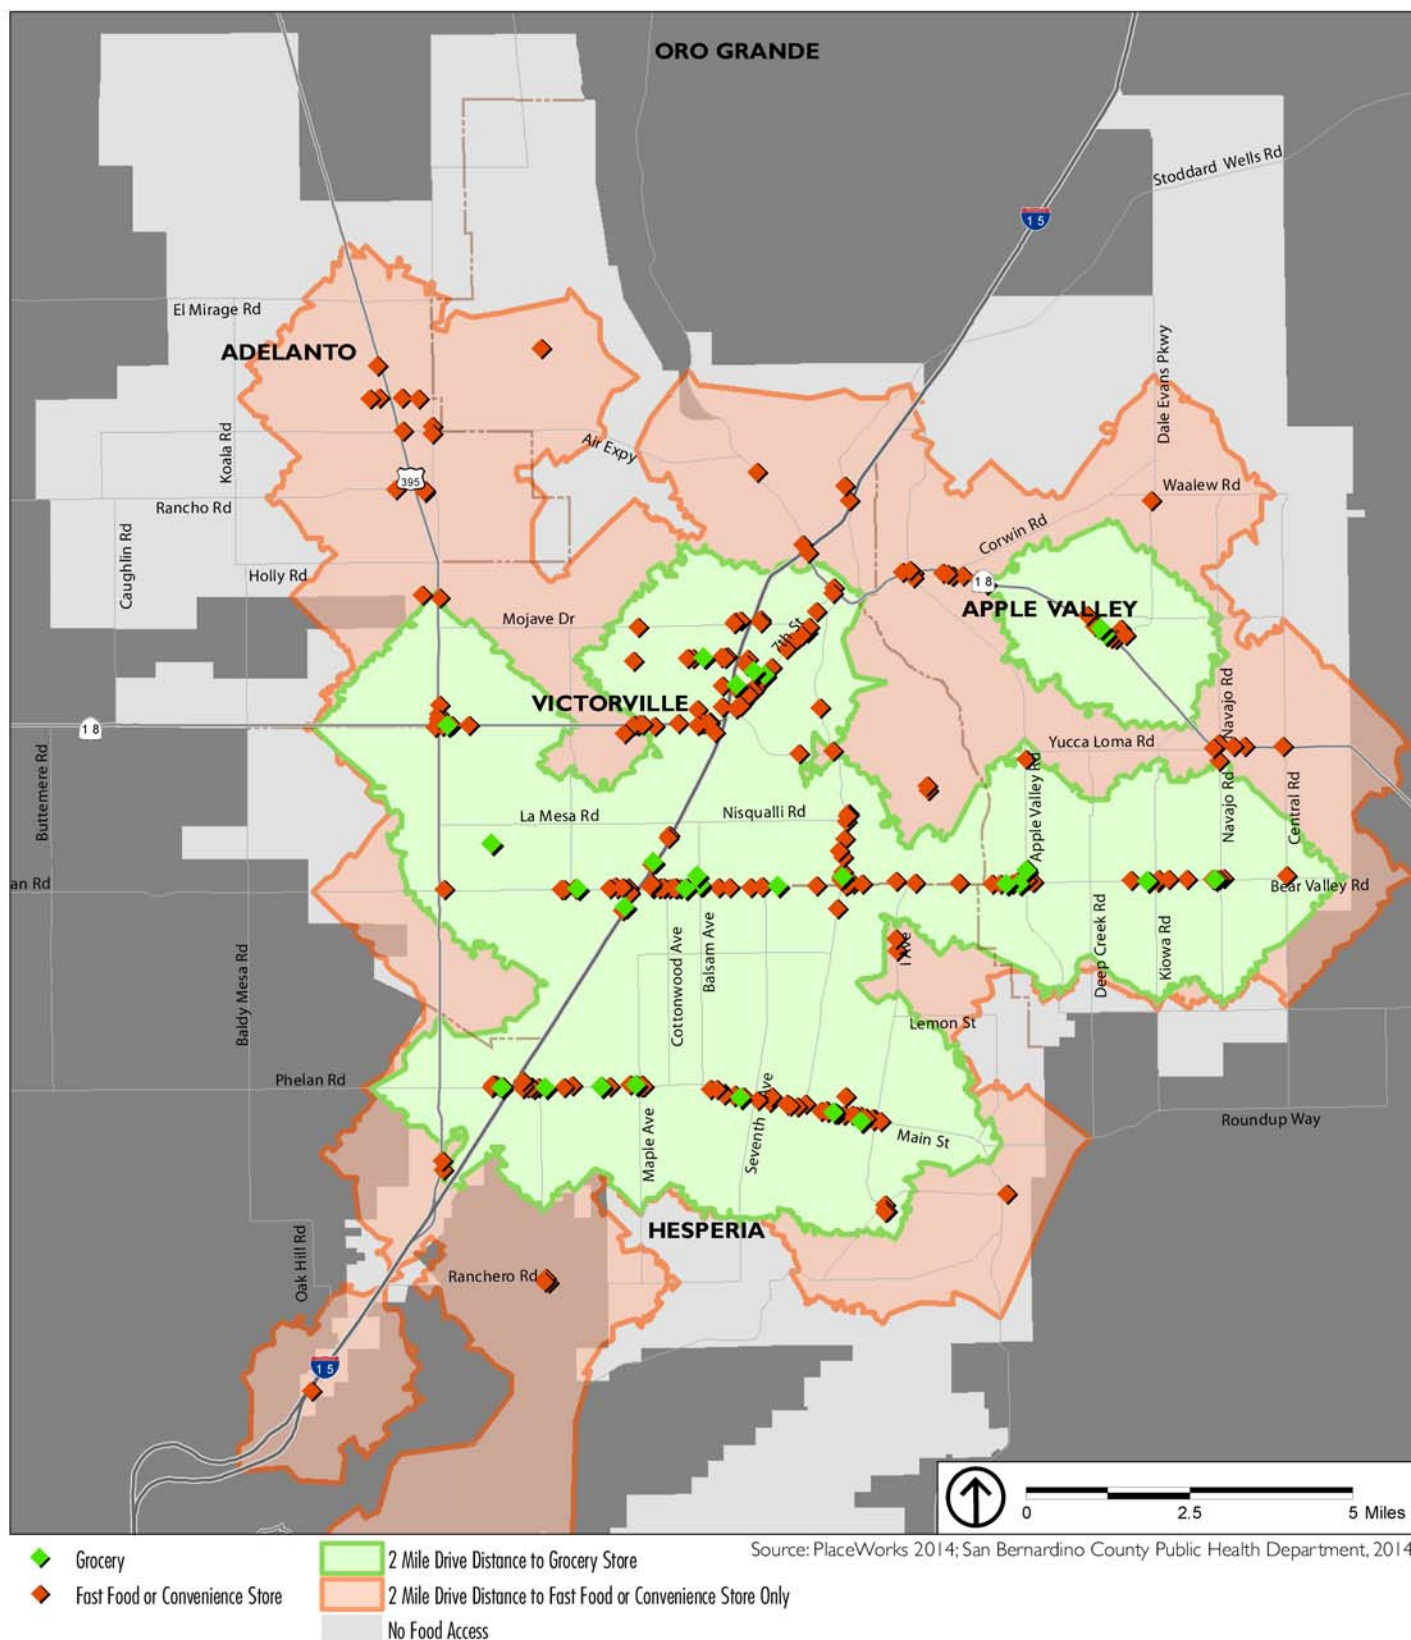 ORO GRANDE
Stoddard Wells Rd
15
El Mirage Rd
ADELANTO
Dale Evans Pkwy
Koala Rd
Air Expy
395
Waalew Rd
Rancho Rd
Caughlin Rd
Corwin Rd
Holly Rd
18
APPLE VALLEY
Mojave Dr
7th St
VICTORVILLE
Navajo Rd
18
Yucca Loma Rd
Buttemere Rd
La Mesa Rd
Nisqualli Rd
Apple Valley Rd
Navajo Rd
Central Rd
an Rd
Bear Valley Rd
Baldy Mesa Rd
Cottonwood Ave
Balsam Ave
I Ave
Deep Creek Rd
Kiowa Rd
Lemon St
Phelan Rd
Maple Ave
Seventh Ave
Main St
Roundup Way
HESPERIA
Oak Hill Rd
Ranchero Rd
15
0 2.5 5 Miles
Source: PlaceWorks 2014; San Bernardino County Public Health Department, 2014
Grocery
Fast Food or Convenience Store
2 Mile Drive Distance to Grocery Store
2 Mile Drive Distance to Fast Food or Convenience Store Only
No Food Access